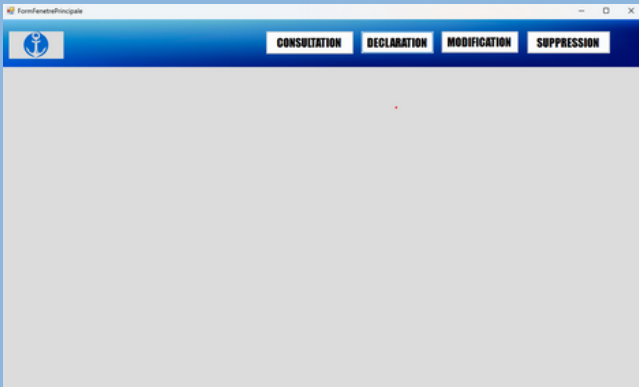 FormFenetrePrincipale
CONSULTATION DECLARATION MODIFICATION SUPPRESSION